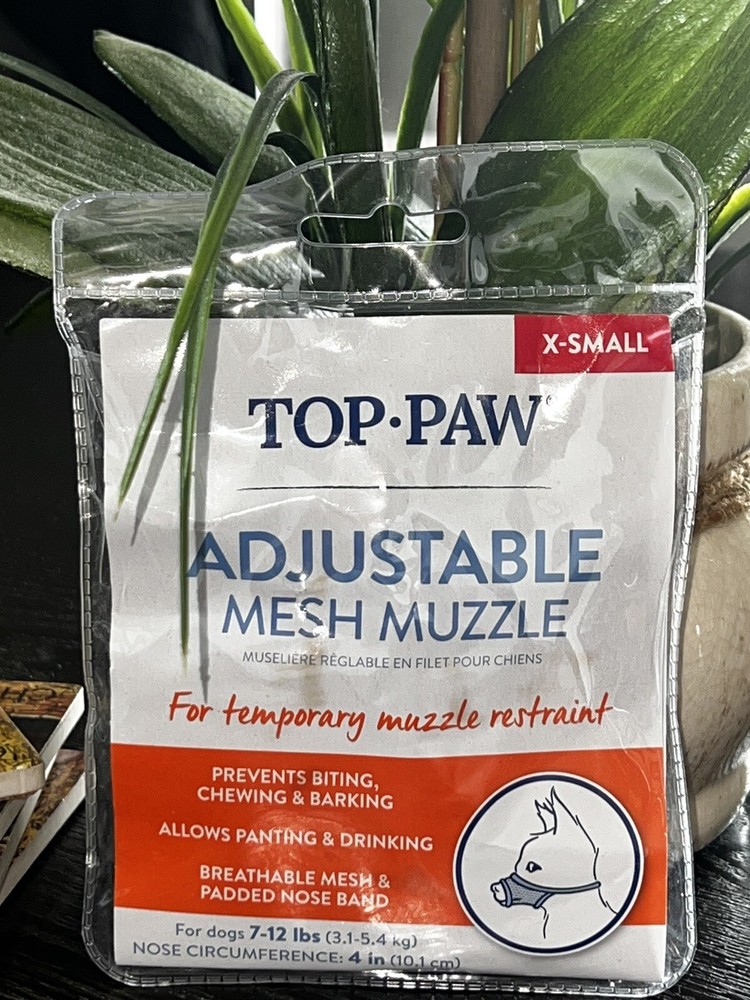 X-SMALL
TOP•PAW
ADJUSTABLE
MESH MUZZLE
MUSELIÈRE RÉGLABLE EN FILET POUR CHIENS
For temporary muzzle restraint
PREVENTS BITING,
CHEWING & BARKING
ALLOWS PANTING & DRINKING
BREATHABLE MESH &
PADDED NOSE BAND
For dogs 7-12 lbs (3.1-5.4 kg)
NOSE CIRCUMFERENCE: 4 in (10.1 cm)